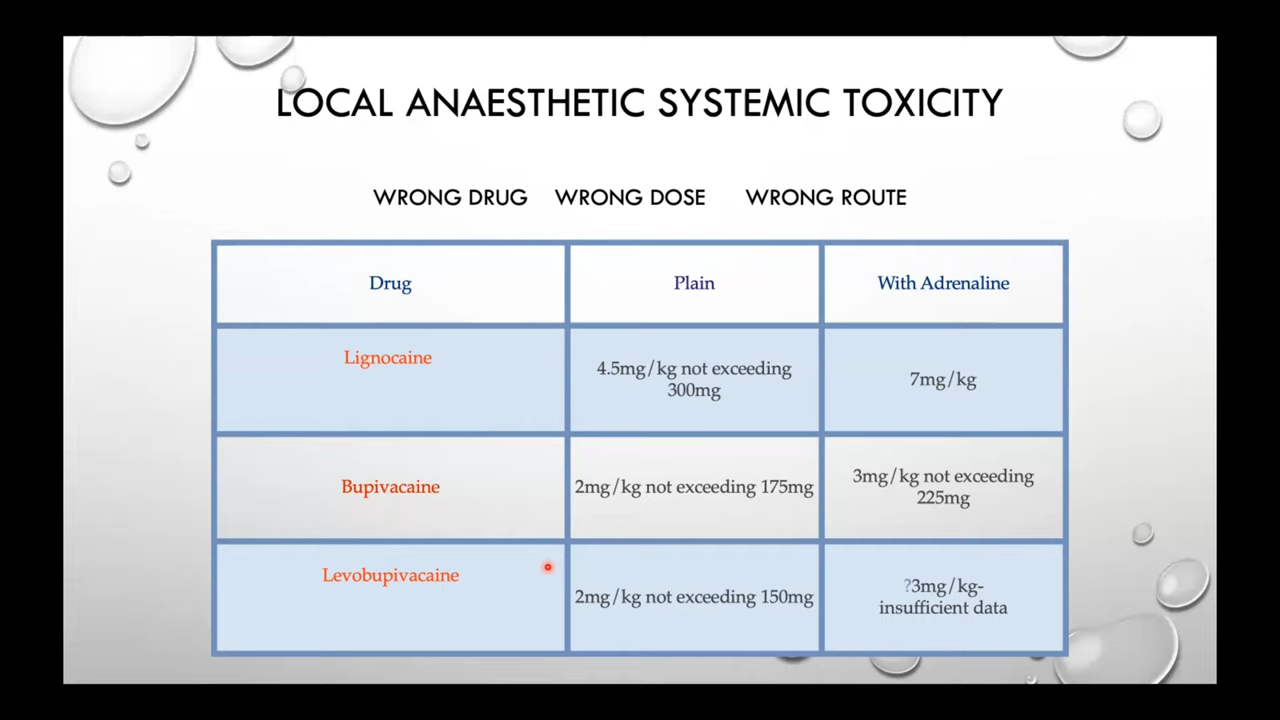 LOCAL ANAESTHETIC SYSTEMIC TOXICITY
WRONG DRUG WRONG DOSE WRONG ROUTE
Drug Plain With Adrenaline
Lignocaine
4.5mg/kg not exceeding
300mg
7mg/kg
Bupivacaine
2mg/kg not exceeding 175mg
3mg/kg not exceeding
225mg
Levobupivacaine
2mg/kg not exceeding 150mg
?3mg/kg-
insufficient data